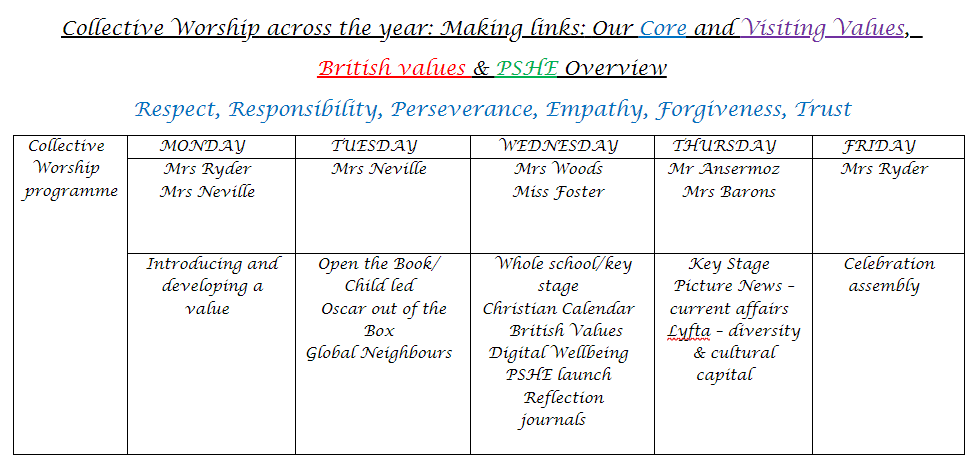 Collective Worship across the year: Making links: Our Core and Visiting Values,
British values & PSHE Overview
Respect, Responsibility, Perseverance, Empathy, Forgiveness, Trust
Collective Worship programme
MONDAY
TUESDAY
WEDNESDAY
THURSDAY
FRIDAY
Mrs Ryder
Mrs Neville
Mrs Neville
Mrs Woods
Miss Foster
Mr Ansermoz
Mrs Barons
Mrs Ryder
Introducing and
developing a
value
Open the Book/
Child led
Oscar out of the
Box
Global Neighbours
Whole school/key
stage
Christian Calendar
British Values
Digital Wellbeing
PSHE launch
Reflection
journals
Key Stage
Picture News –
current affairs
Lyfta – diversity
& cultural
capital
Celebration
assembly